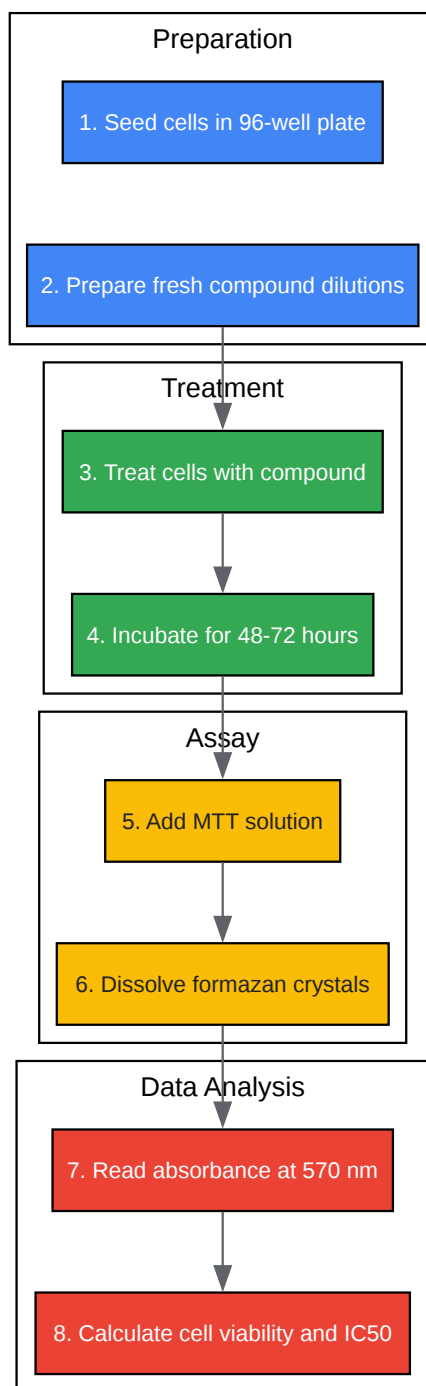 Preparation
1. Seed cells in 96-well plate
2. Prepare fresh compound dilutions
Treatment
3. Treat cells with compound
4. Incubate for 48-72 hours
Assay
5. Add MTT solution
6. Dissolve formazan crystals
Data Analysis
7. Read absorbance at 570 nm
8. Calculate cell viability and IC50